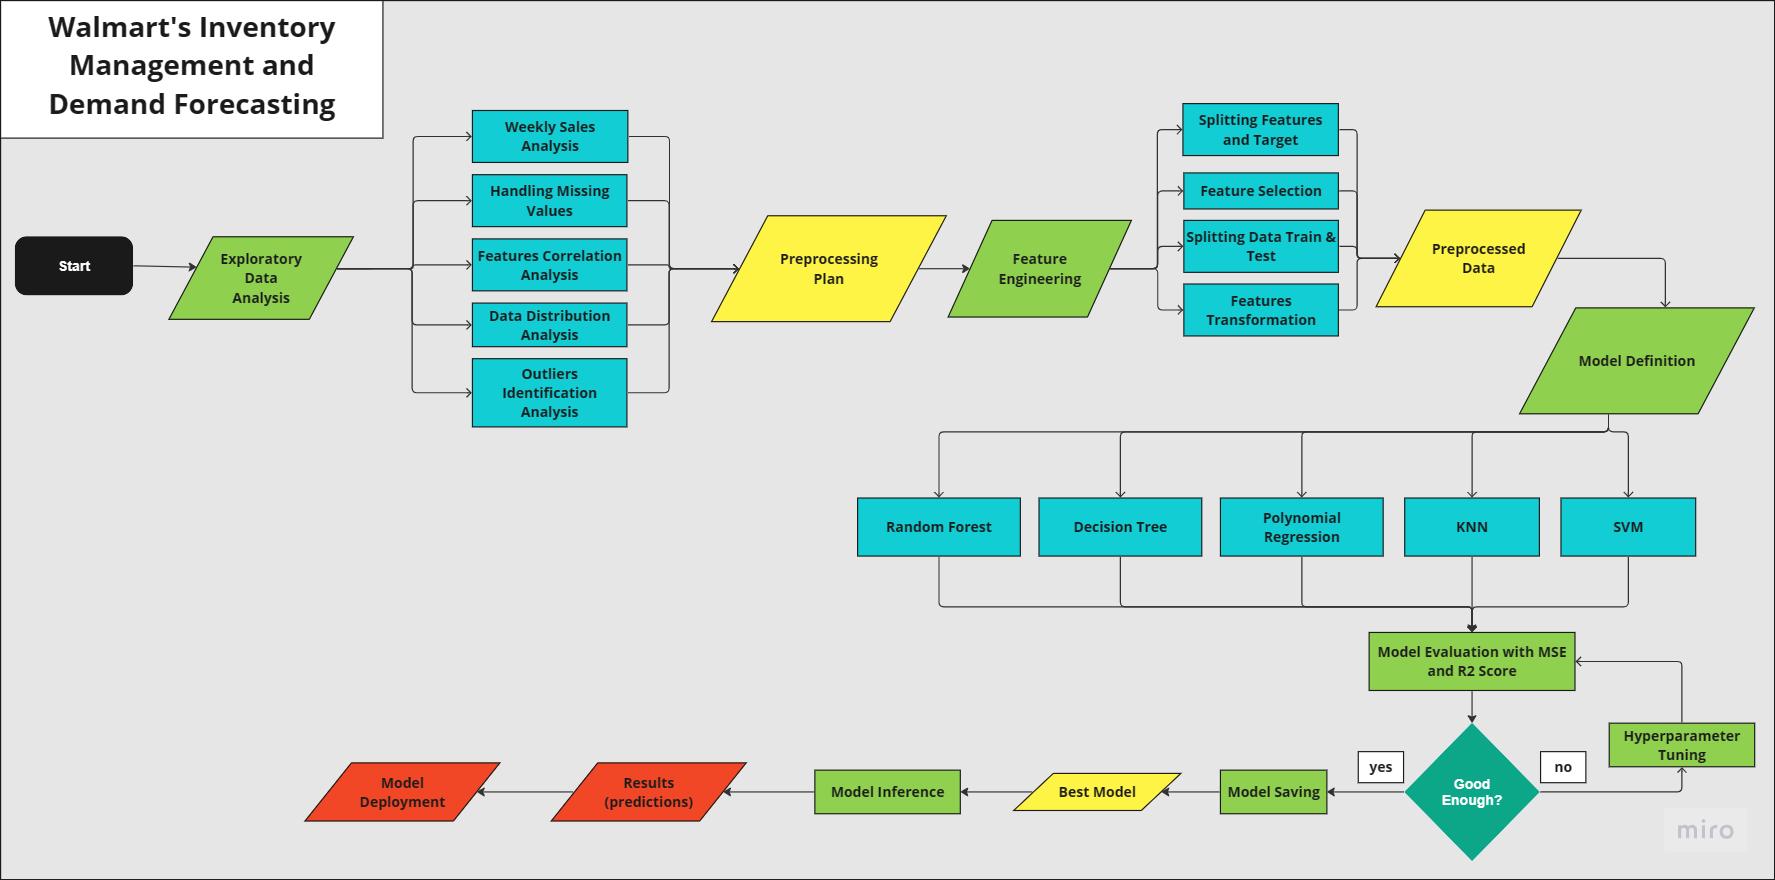 Walmart's Inventory
Management and
Demand Forecasting
Start
Exploratory
Data
Analysis
Weekly Sales
Analysis
Handling Missing
Values
Features Correlation
Analysis
Data Distribution
Analysis
Outliers
Identification
Analysis
Preprocessing
Plan
Feature
Engineering
Splitting Features
and Target
Feature Selection
Splitting Data Train &
Test
Features
Transformation
Preprocessed
Data
Model Definition
Random Forest
Decision Tree
Polynomial
Regression
KNN
SVM
Model Evaluation with MSE
and R2 Score
Good
Enough?
no
Hyperparameter
Tuning
yes
Model Saving
Best Model
Model Inference
Results
(predictions)
Model
Deployment
miro